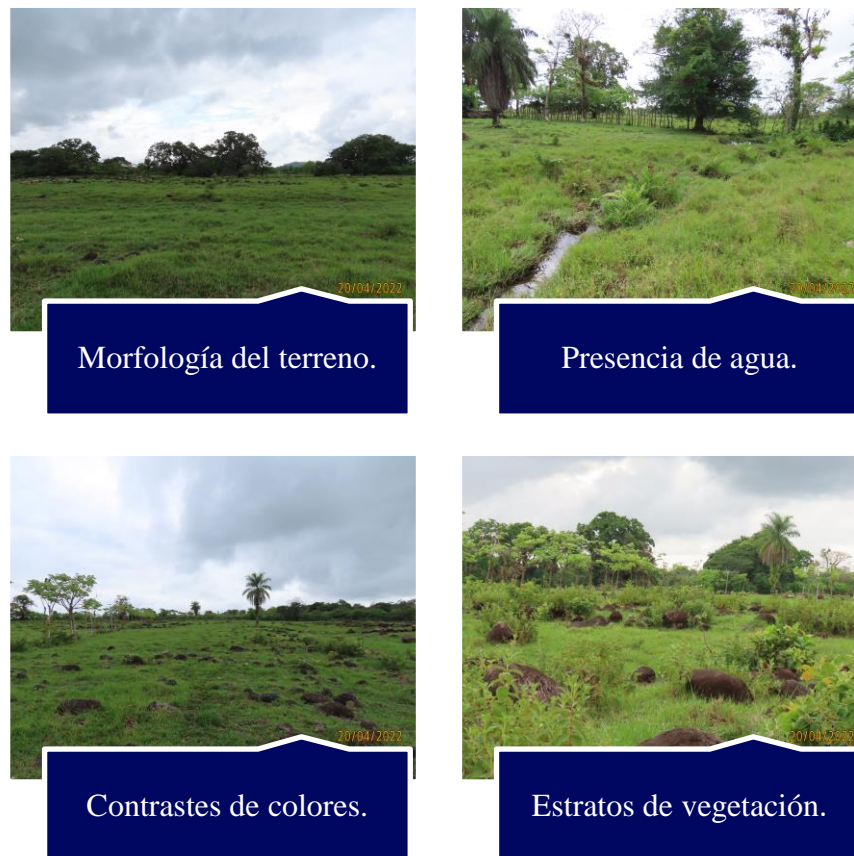 20/04/2022
20/04/2022
Morfología del terreno.
Presencia de agua.
20/04/2022
20/04/2022
Contrastes de colores.
Estratos de vegetación.